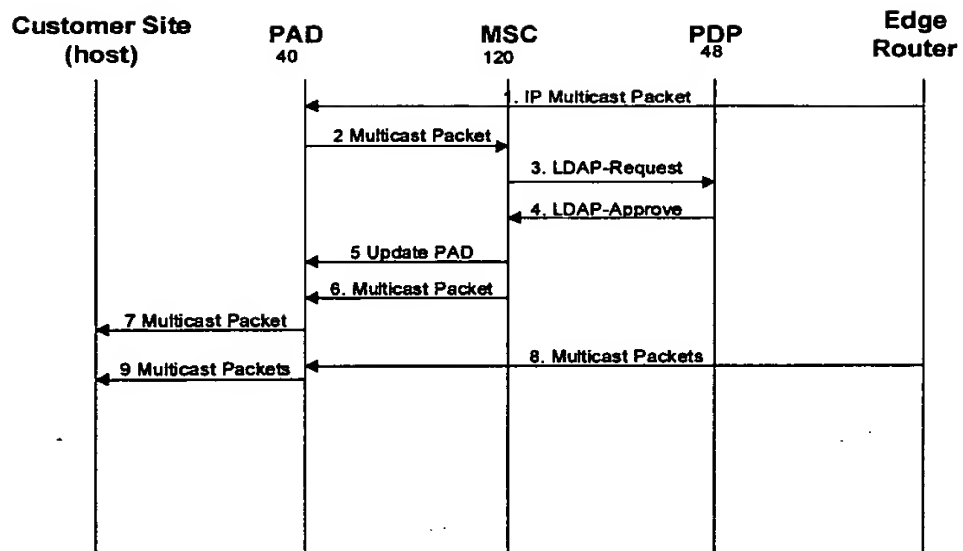 Customer Site
(host)
PAD
40
MSC
120
PDP
48
Edge
Router
1. IP Multicast Packet
2 Multicast Packet
3. LDAP-Request
4. LDAP-Approve
5 Update PAD
6. Multicast Packet
7 Multicast Packet
8. Multicast Packets
9 Multicast Packets